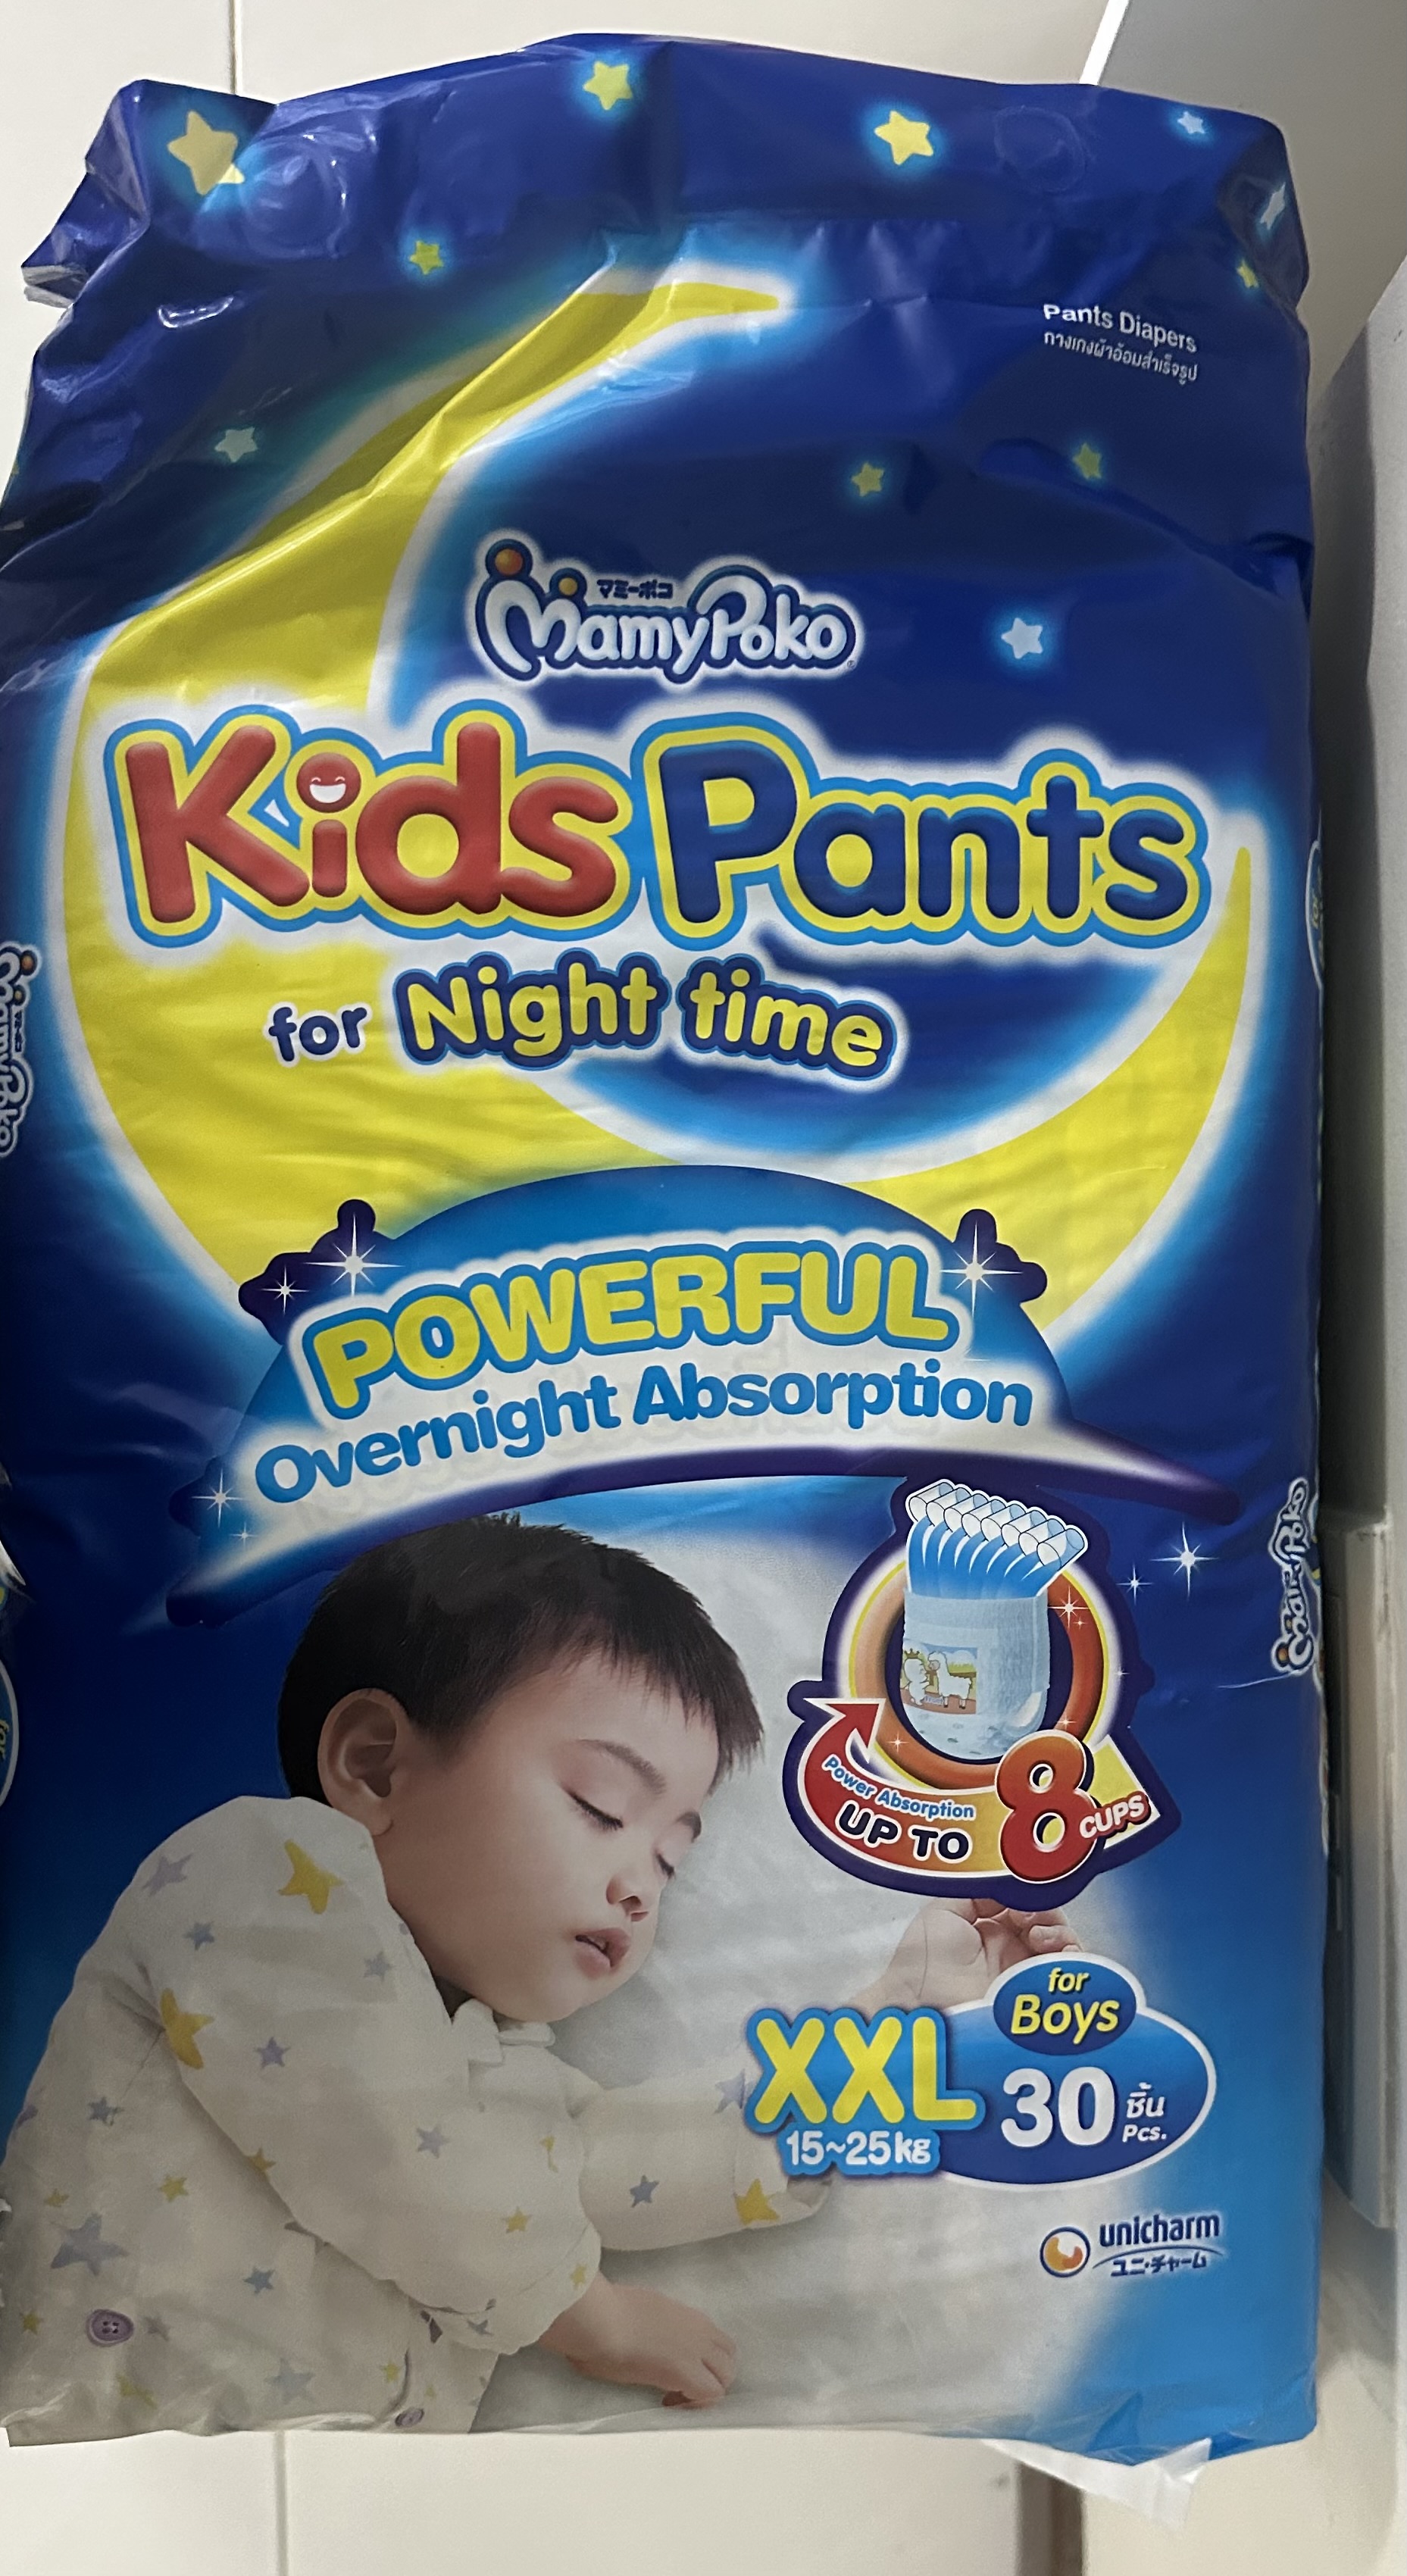 Pants Diapers
กางเกงผ้าอ้อมสำเร็จรูป
マミーポコ
MamyPoko
Kids Pants
for Night time
POWERFUL
Overnight Absorption
Power Absorption
UP TO 8 CUPS
for
Boys
XXL
15~25kg
30 ชิ้น
Pcs.
unicharm
ユニ・チャーム
MamyPoko
MamyPoko